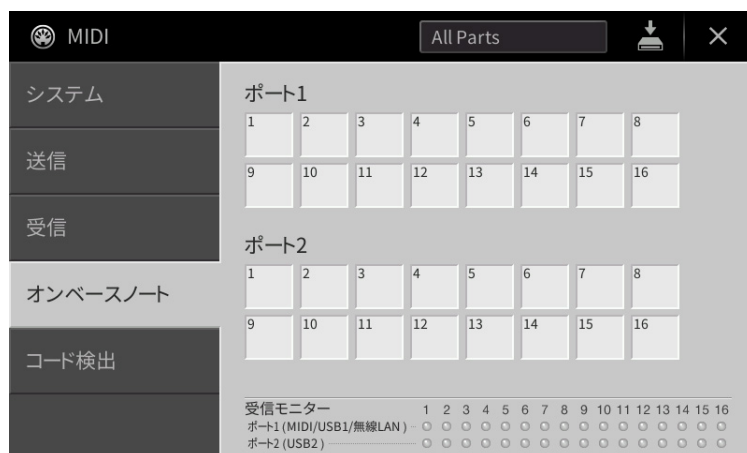 MIDI
All Parts
システム
送信
受信
オンベースノート
コード検出
ポート1
1 2 3 4 5 6 7 8
9 10 11 12 13 14 15 16
ポート2
1 2 3 4 5 6 7 8
9 10 11 12 13 14 15 16
受信モニター 1 2 3 4 5 6 7 8 9 10 11 12 13 14 15 16
ポート1 (MIDI/USB1/無線LAN)
ポート2 (USB2)